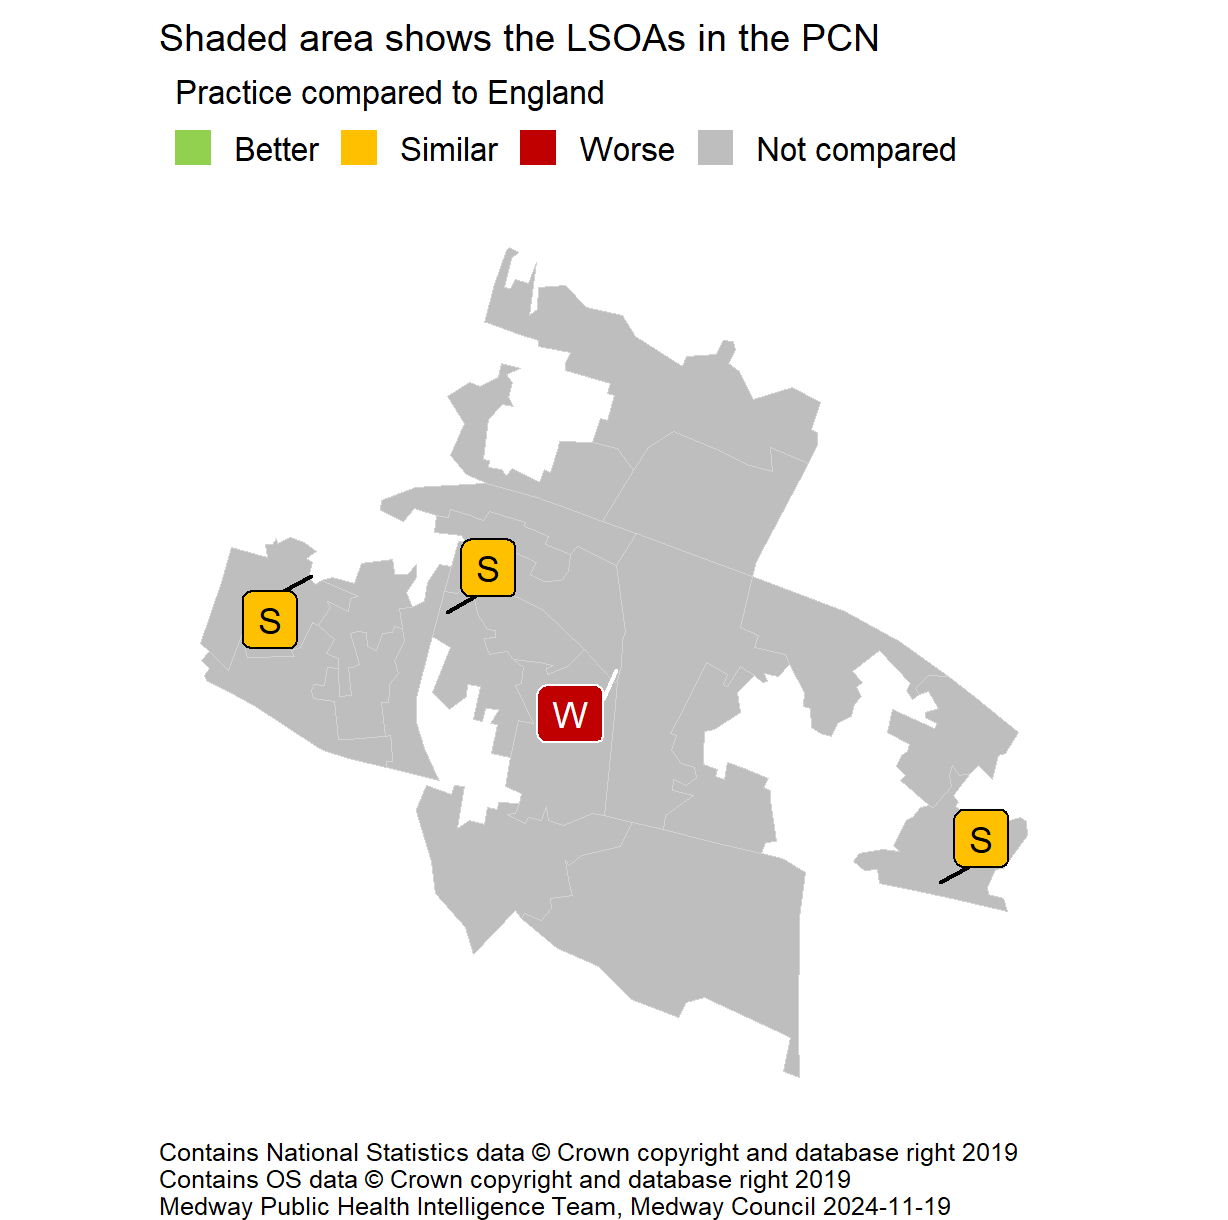 Shaded area shows the LSOAs in the PCN
Practice compared to England
Better Similar Worse Not compared
S
S
W
S
Contains National Statistics data © Crown copyright and database right 2019
Contains OS data © Crown copyright and database right 2019
Medway Public Health Intelligence Team, Medway Council 2024-11-19